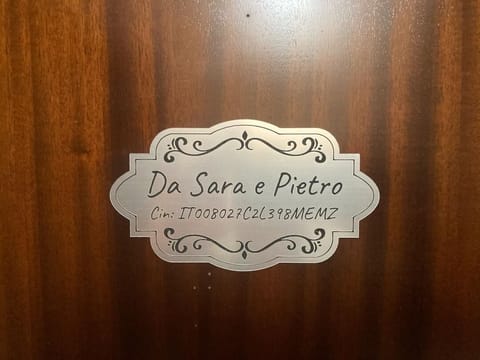 Da Sara e Pietro
Cin: IT008027C2L398MEMZ